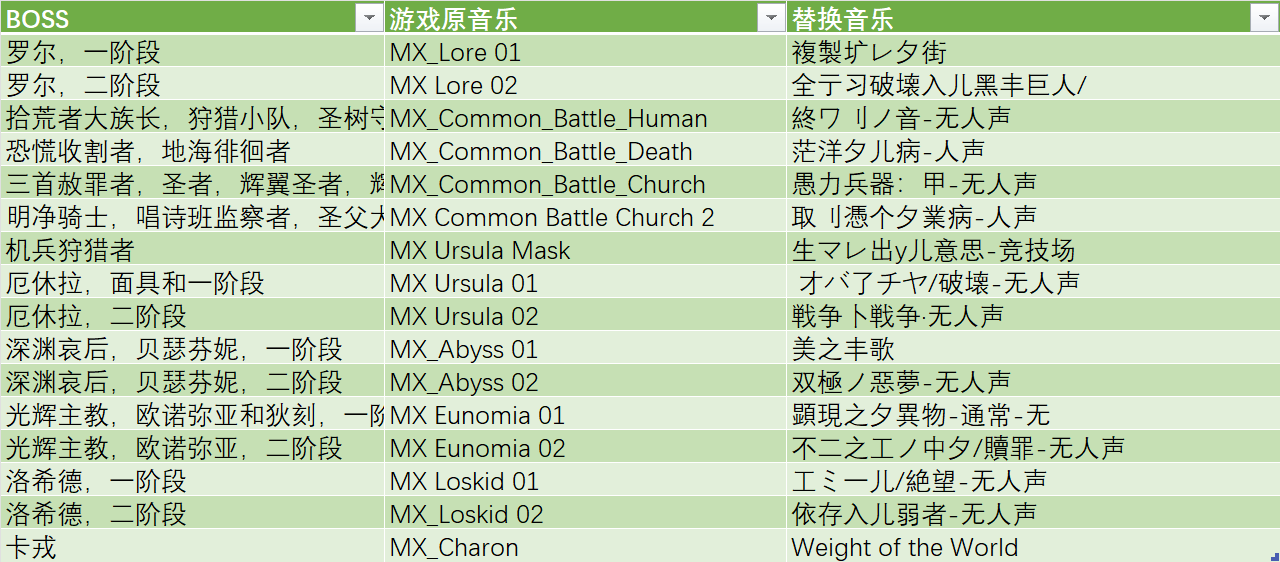 BOSS 游戏原音乐 替换音乐
罗尔，一阶段 MX_Lore 01 複製圹レ夕街
罗尔，二阶段 MX Lore 02 全亍习破壊入儿黑丰巨人/
拾荒者大族长，狩猎小队，圣树守 MX_Common_Battle_Human 終ワ刂ノ音-无人声
恐慌收割者，地海徘徊者 MX_Common_Battle_Death 茫洋夕儿病-人声
三首赦罪者，圣者，辉翼圣者，辉 MX_Common_Battle_Church 愚力兵器：甲-无人声
明净骑士，唱诗班监察者，圣父大 MX Common Battle Church 2 取刂憑个夕業病-人声
机兵狩猎者 MX Ursula Mask 生マレ出y儿意思-竞技场
厄休拉，面具和一阶段 MX Ursula 01 才バ了チヤ/破壊-无人声
厄休拉，二阶段 MX Ursula 02 戦争卜戦争·无人声
深渊哀后，贝瑟芬妮，一阶段 MX_Abyss 01 美之丰歌
深渊哀后，贝瑟芬妮，二阶段 MX_Abyss 02 双極ノ惡夢-无人声
光辉主教，欧诺弥亚和狄刻，一阶 MX Eunomia 01 顕現之夕異物-通常-无
光辉主教，欧诺弥亚，二阶段 MX Eunomia 02 不二之工ノ中夕/贖罪-无人声
洛希德，一阶段 MX Loskid 01 工ミ一儿/絶望-无人声
洛希德，二阶段 MX_Loskid 02 依存入儿弱者-无人声
卡戎 MX_Charon Weight of the World